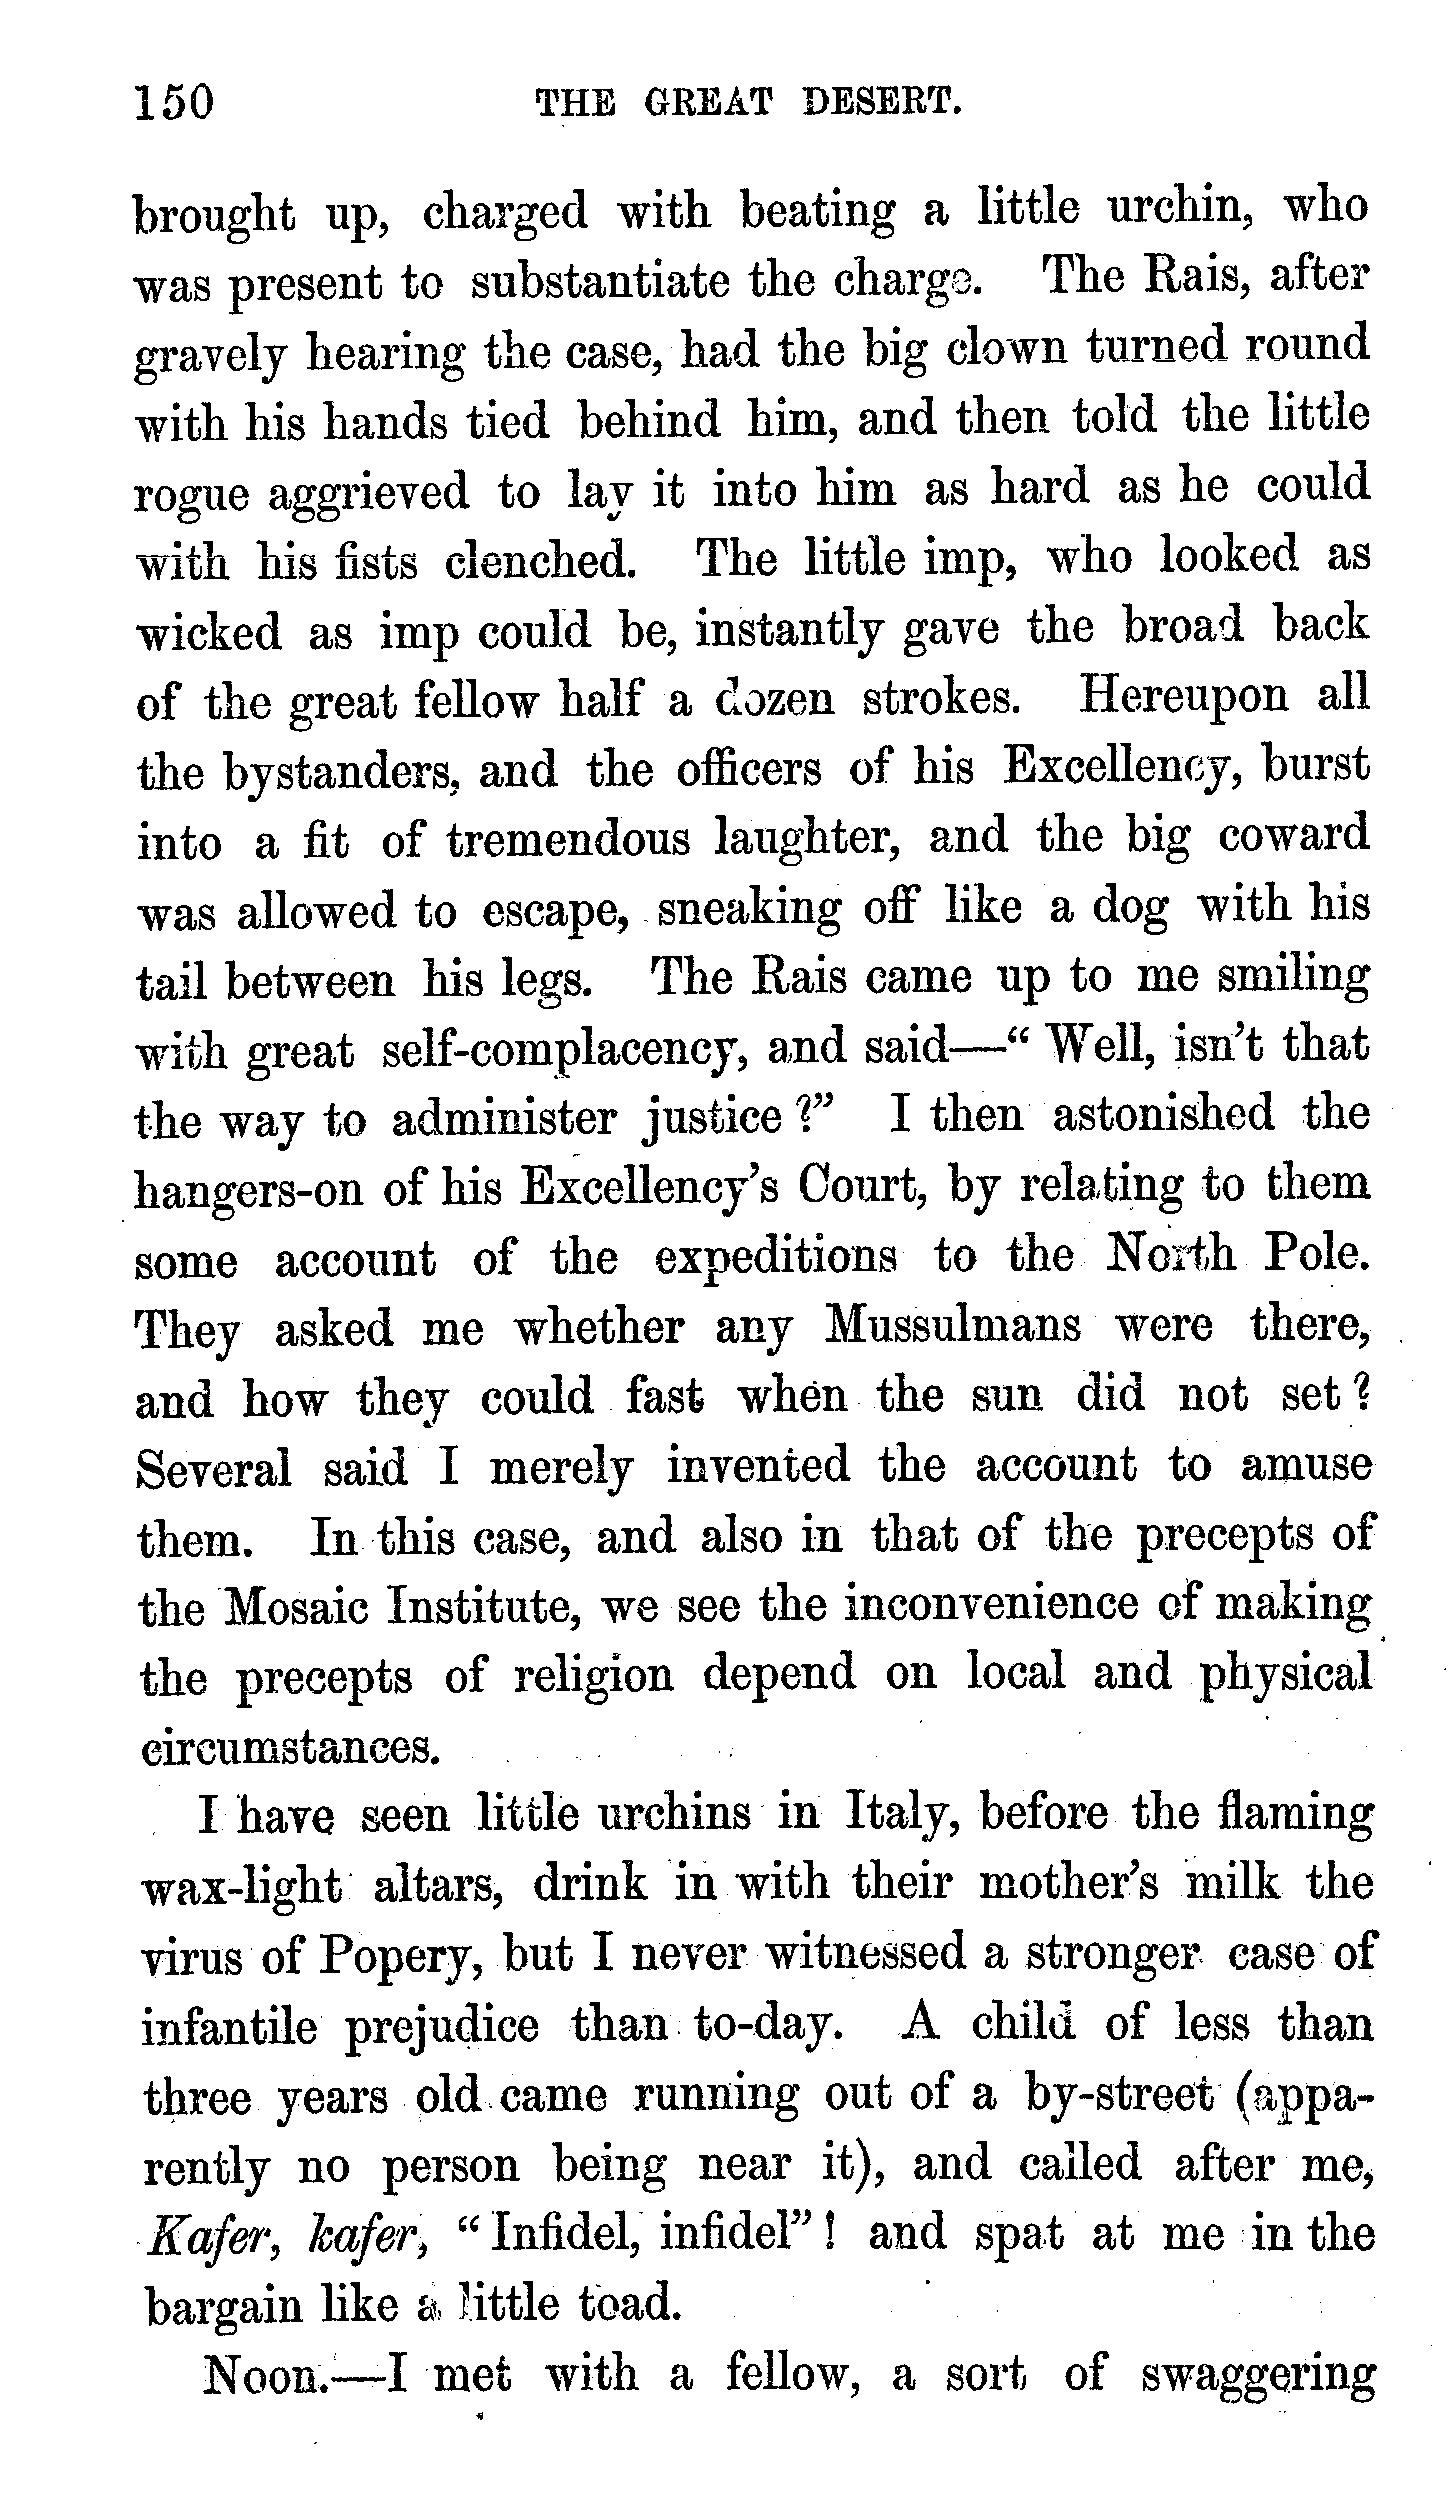 150 THE GREAT DESERT.
brought up, charged with beating a little urchin, who
was present to substantiate the charge. The Rais, after
gravely hearing the case, had the big clown turned round
with his hands tied behind him, and then told the little
rogue aggrieved to lay it into him as hard as he could
with his fists clenched. The little imp, who looked as
wicked as imp could be, instantly gave the broad back
of the great fellow half a dozen strokes. Hereupon all
the bystanders, and the officers of his Excellency, burst
into a fit of tremendous laughter, and the big coward
was allowed to escape, sneaking off like a dog with his
tail between his legs. The Rais came up to me smiling
with great self-complacency, and said—“ Well, isn’t that
the way to administer justice ?” I then astonished the
hangers-on of his Excellency’s Court, by relating to them
some account of the expeditions to the North Pole.
They asked me whether any Mussulmans were there,
and how they could fast when the sun did not set ?
Several said I merely invented the account to amuse
them. In this case, and also in that of the precepts of
the Mosaic Institute, we see the inconvenience of making
the precepts of religion depend on local and physical
circumstances.
I have seen little urchins in Italy, before the flaming
wax-light altars, drink in with their mother’s milk the
virus of Popery, but I never witnessed a stronger case of
infantile prejudice than to-day. A child of less than
three years old came running out of a by-street (appa-
rently no person being near it), and called after me,
Kafer, kafer, “ Infidel, infidel” ! and spat at me in the
bargain like a little toad.
Noon.—I met with a fellow, a sort of swaggering